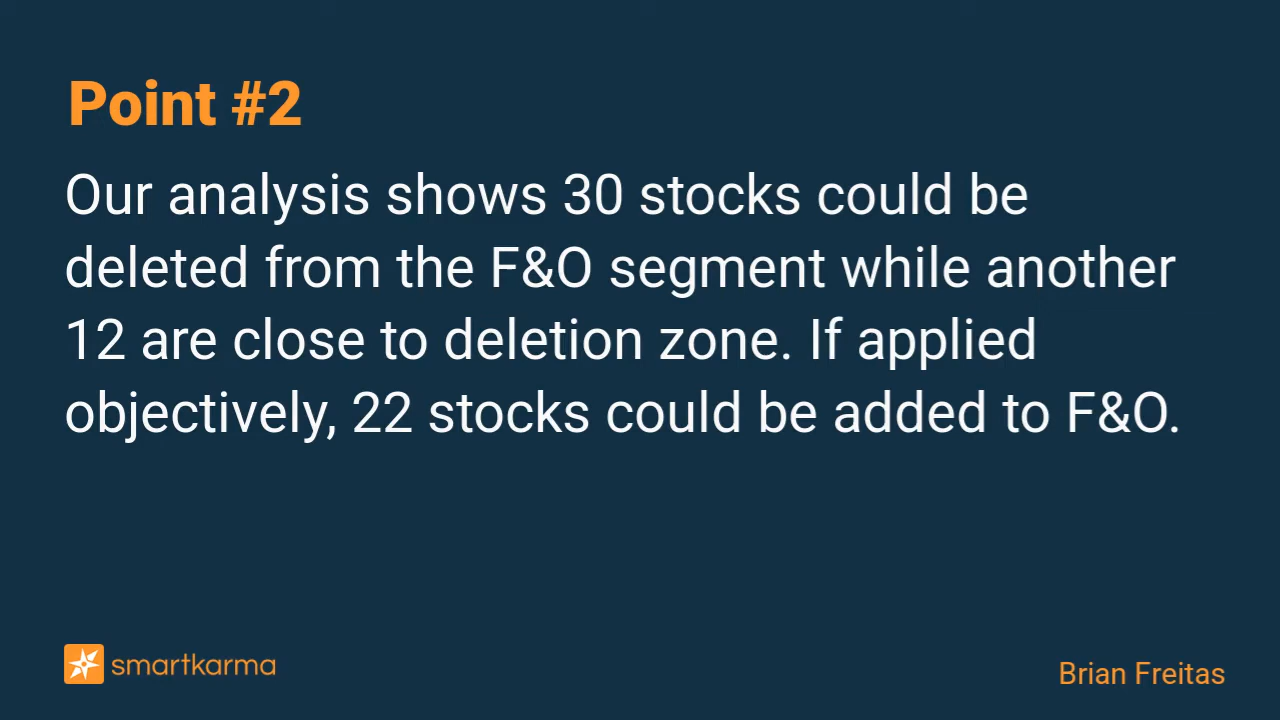 Point #2
Our analysis shows 30 stocks could be
deleted from the F&O segment while another
12 are close to deletion zone. If applied
objectively, 22 stocks could be added to F&O.
smartkarma
Brian Freitas